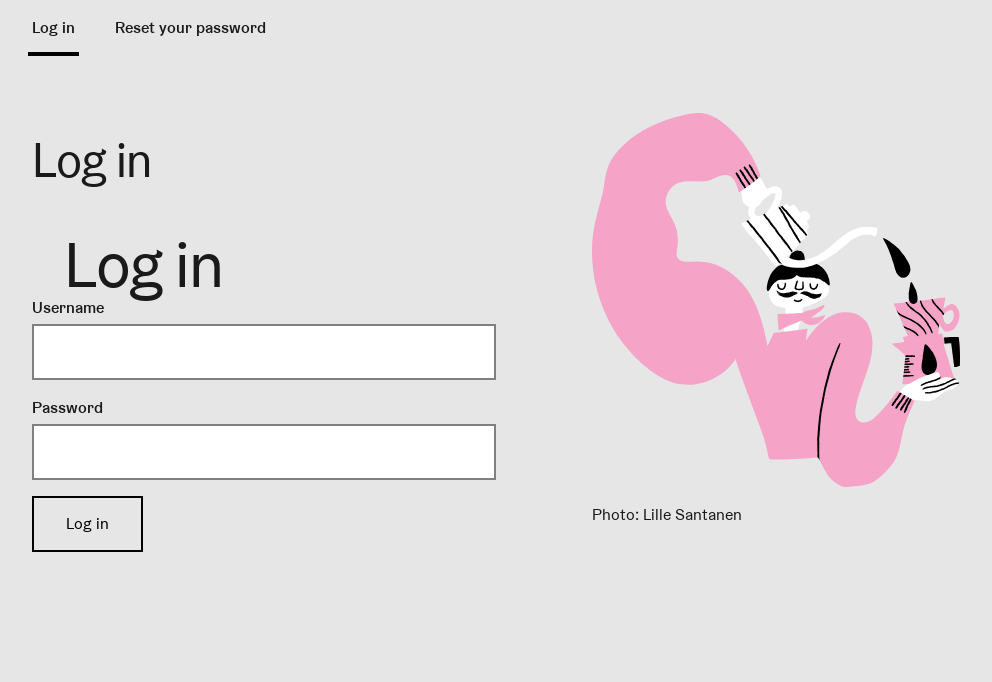 Log in
Reset your password
Log in
Log in
Username
Password
Log in
Photo: Lille Santanen